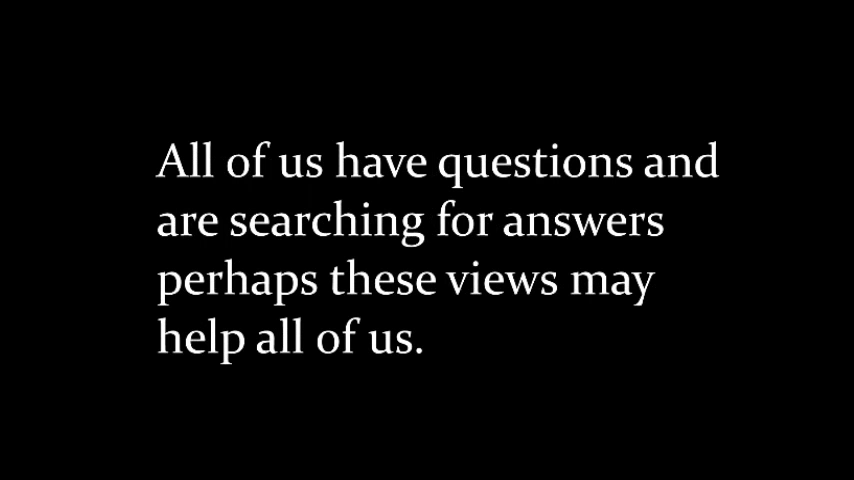 All of us have questions and
are searching for answers
perhaps these views may
help all of us.